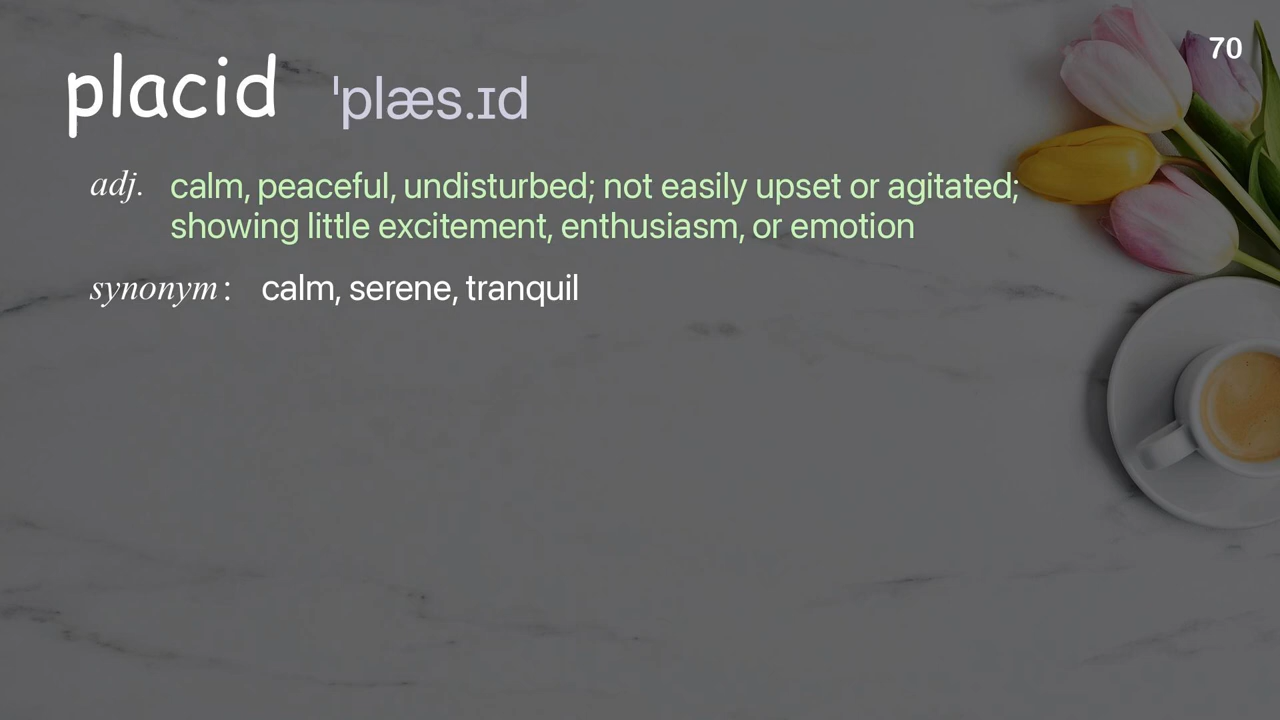 70
placid ˈplæs.ɪd
adj. calm, peaceful, undisturbed; not easily upset or agitated;
showing little excitement, enthusiasm, or emotion
synonym: calm, serene, tranquil